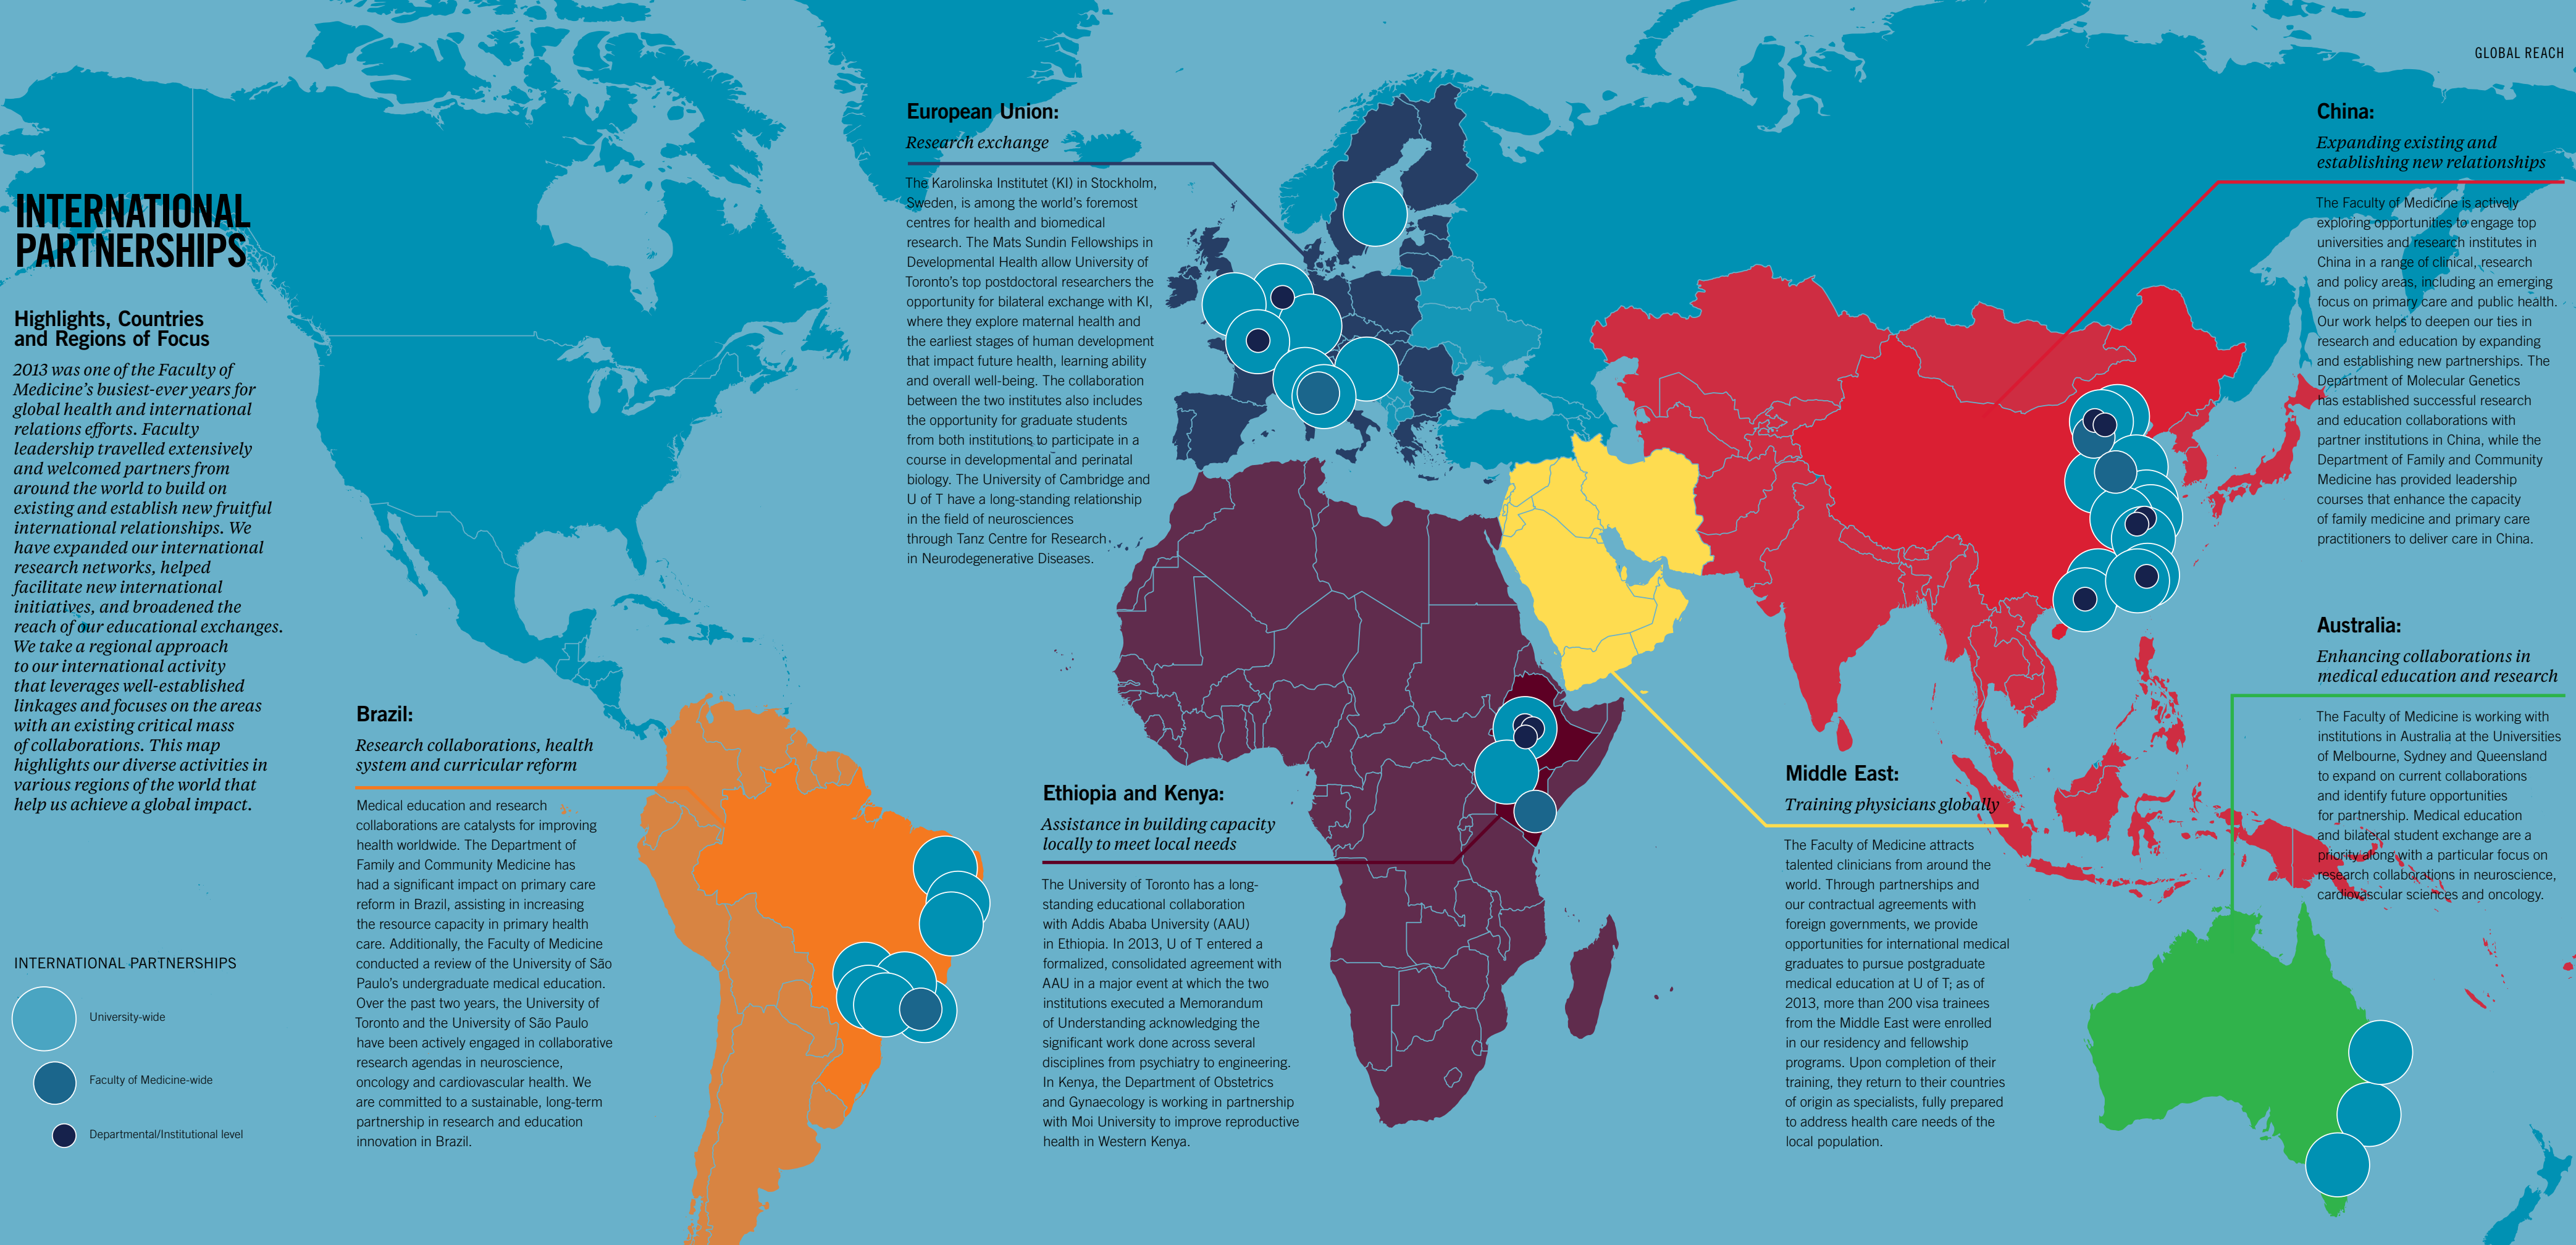 GLOBAL REACH
INTERNATIONAL
PARTNERSHIPS
Highlights, Countries
and Regions of Focus
2013 was one of the Faculty of
Medicine's busiest-ever years for
global health and international
relations efforts. Faculty
leadership travelled extensively
and welcomed partners from
around the world to build on
existing and establish new fruitful
international relationships. We
have expanded our international
research networks, helped
facilitate new international
initiatives, and broadened the
reach of our educational exchanges.
We take a regional approach
to our international activity
that leverages well-established
linkages and focuses on the areas
with an existing critical mass
of collaborations. This map
highlights our diverse activities in
various regions of the world that
help us achieve a global impact.
INTERNATIONAL PARTNERSHIPS
University-wide
Faculty of Medicine-wide
Departmental/Institutional level
Brazil:
Research collaborations, health
system and curricular reform
Medical education and research
collaborations are catalysts for improving
health worldwide. The Department of
Family and Community Medicine has
had a significant impact on primary care
reform in Brazil, assisting in increasing
the resource capacity in primary health
care. Additionally, the Faculty of Medicine
conducted a review of the University of São
Paulo's undergraduate medical education.
Over the past two years, the University of
Toronto and the University of São Paulo
have been actively engaged in collaborative
research agendas in neuroscience,
oncology and cardiovascular health. We
are committed to a sustainable, long-term
partnership in research and education
innovation in Brazil.
European Union:
Research exchange
The Karolinska Institutet (KI) in Stockholm,
Sweden, is among the world's foremost
centres for health and biomedical
research. The Mats Sundin Fellowships in
Developmental Health allow University of
Toronto's top postdoctoral researchers the
opportunity for bilateral exchange with KI,
where they explore maternal health and
the earliest stages of human development
that impact future health, learning ability
and overall well-being. The collaboration
between the two institutes also includes
the opportunity for graduate students
from both institutions to participate in a
course in developmental and perinatal
biology. The University of Cambridge and
U of T have a long-standing relationship
in the field of neurosciences
through Tanz Centre for Research
in Neurodegenerative Diseases.
Ethiopia and Kenya:
Assistance in building capacity
locally to meet local needs
The University of Toronto has a long-
standing educational collaboration
with Addis Ababa University (AAU)
in Ethiopia. In 2013, U of T entered a
formalized, consolidated agreement with
AAU in a major event at which the two
institutions executed a Memorandum
of Understanding acknowledging the
significant work done across several
disciplines from psychiatry to engineering.
In Kenya, the Department of Obstetrics
and Gynaecology is working in partnership
with Moi University to improve reproductive
health in Western Kenya.
Middle East:
Training physicians globally
The Faculty of Medicine attracts
talented clinicians from around the
world. Through partnerships and
our contractual agreements with
foreign governments, we provide
opportunities for international medical
graduates to pursue postgraduate
medical education at U of T; as of
2013, more than 200 visa trainees
from the Middle East were enrolled
in our residency and fellowship
programs. Upon completion of their
training, they return to their countries
of origin as specialists, fully prepared
to address health care needs of the
local population.
China:
Expanding existing and
establishing new relationships
The Faculty of Medicine is actively
exploring opportunities to engage top
universities and research institutes in
China in a range of clinical, research
and policy areas, including an emerging
focus on primary care and public health.
Our work helps to deepen our ties in
research and education by expanding
and establishing new partnerships. The
Department of Molecular Genetics
has established successful research
and education collaborations with
partner institutions in China, while the
Department of Family and Community
Medicine has provided leadership
courses that enhance the capacity
of family medicine and primary care
practitioners to deliver care in China.
Australia:
Enhancing collaborations in
medical education and research
The Faculty of Medicine is working with
institutions in Australia at the Universities
of Melbourne, Sydney and Queensland
to expand on current collaborations
and identify future opportunities
for partnership. Medical education
and bilateral student exchange are a
priority along with a particular focus on
research collaborations in neuroscience,
cardiovascular sciences and oncology.